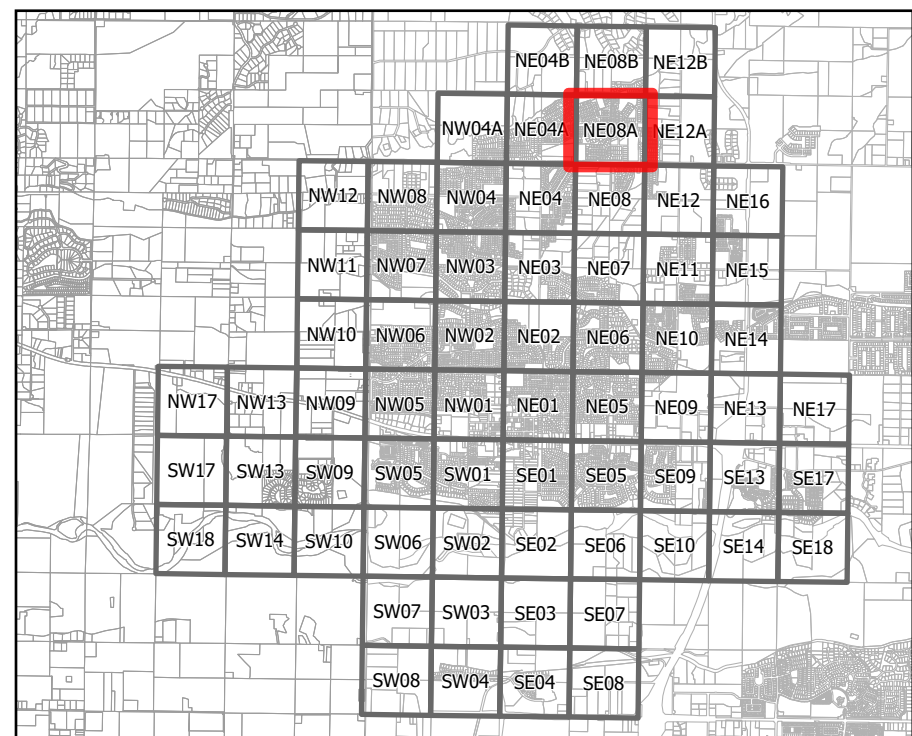 NE04B NE08B NE12B
NW04A NE04A NE08A NE12A
NW12 NW08 NW04 NE04 NE08 NE12 NE16
NW11 NW07 NW03 NE03 NE07 NE11 NE15
NW10 NW06 NW02 NE02 NE06 NE10 NE14
NW17 NW13 NW09 NW05 NW01 NE01 NE05 NE09 NE13 NE17
SW17 SW13 SW09 SW05 SW01 SE01 SE05 SE09 SE13 SE17
SW18 SW14 SW10 SW06 SW02 SE02 SE06 SE10 SE14 SE18
SW07 SW03 SE03 SE07
SW08 SW04 SE04 SE08